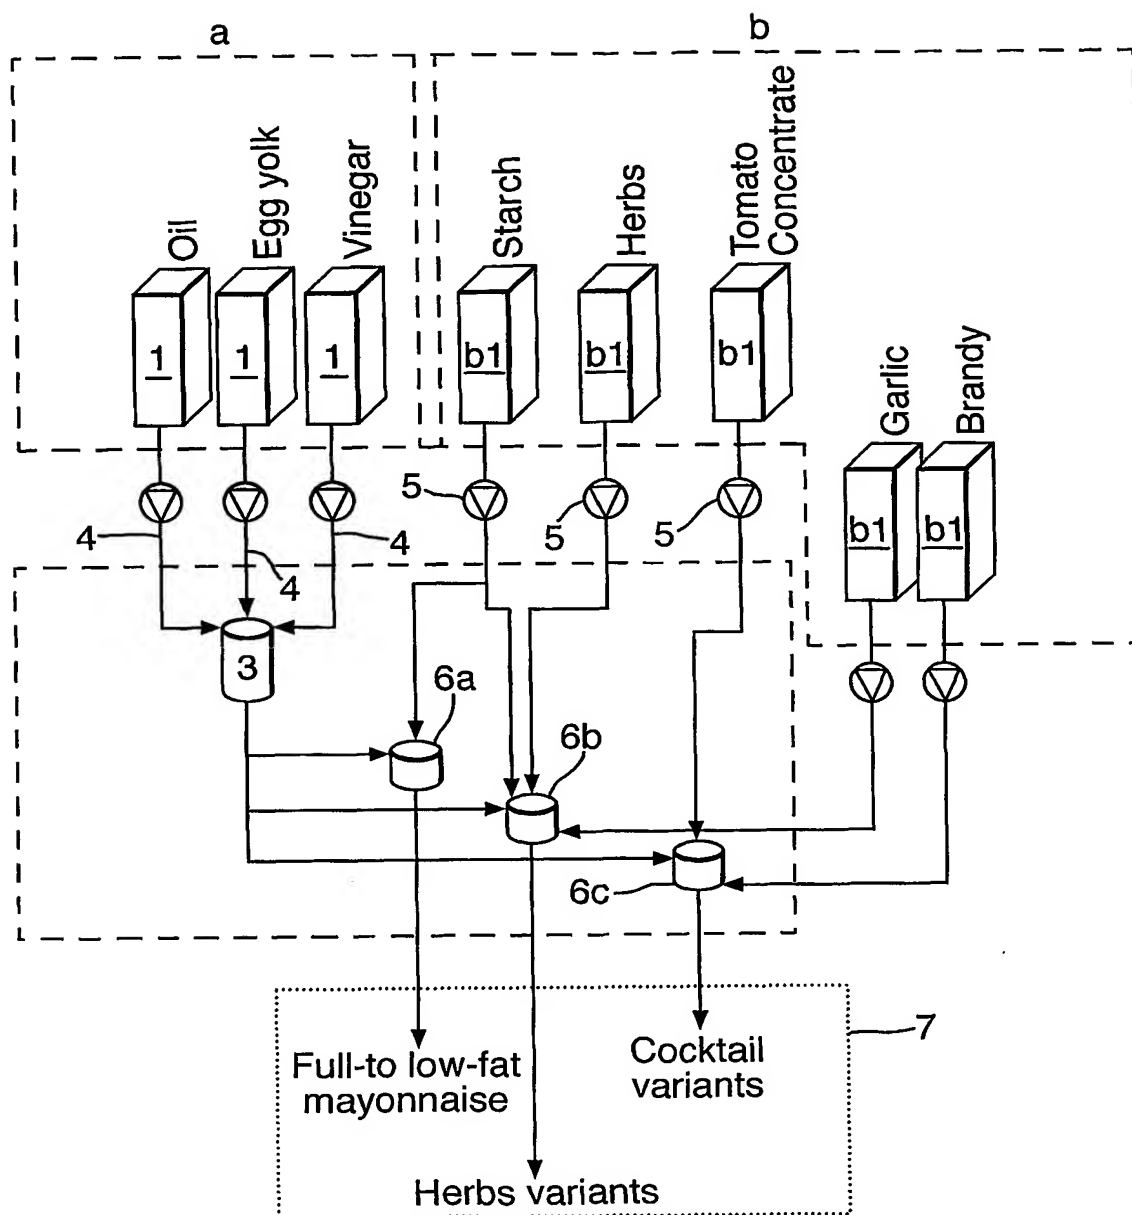 a
b
Oil
Egg yolk
Vinegar
Starch
Herbs
Tomato
Concentrate
1
1
1
b1
b1
b1
Garlic
Brandy
5
5
5
b1
b1
4
4
4
3
6a
6b
6c
7
Full-to low-fat
mayonnaise
Cocktail
variants
Herbs variants